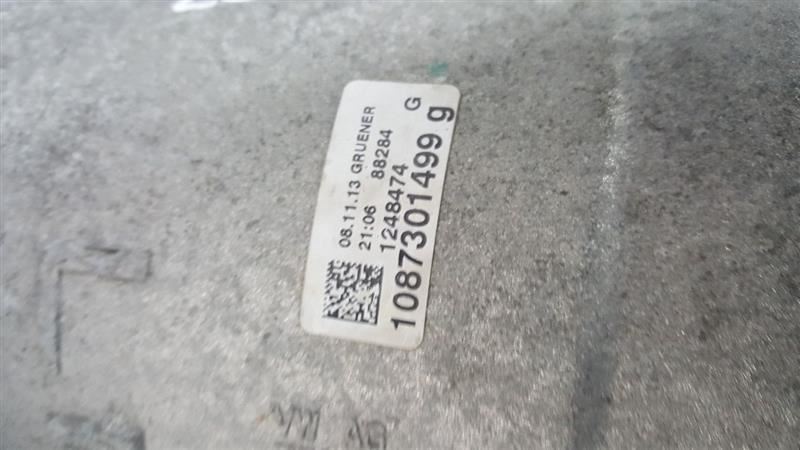 08.11.13 GRUENER
21:06 88284
1248474 G
1087301499 g